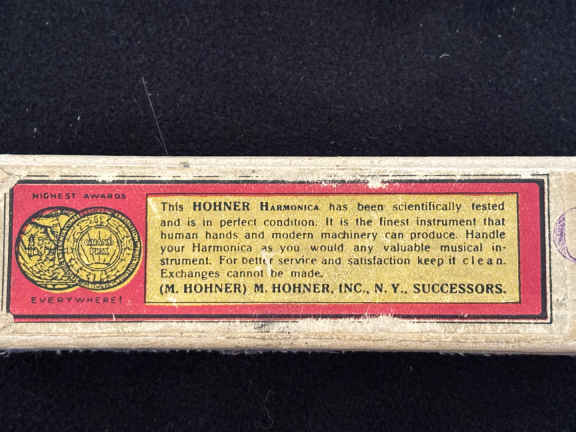 HIGHEST AWARDS
GRAND
PRIX
EVERYWHERE!
This HOHNER HARMONICA has been scientifically tested
and is in perfect condition. It is the finest instrument that
human hands and modern machinery can produce. Handle
your Harmonica as you would any valuable musical in-
strument. For better service and satisfaction keep it clean.
Exchanges cannot be made.
(M. HOHNER) M. HOHNER, INC., N. Y., SUCCESSORS.